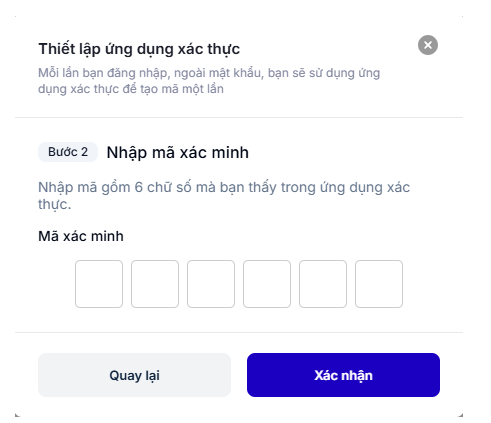 Thiết lập ứng dụng xác thực
Mỗi lần bạn đăng nhập, ngoài mật khẩu, bạn sẽ sử dụng ứng
dụng xác thực để tạo mã một lần
Bước 2 Nhập mã xác minh
Nhập mã gồm 6 chữ số mà bạn thấy trong ứng dụng xác
thực.
Mã xác minh
Quay lại Xác nhận